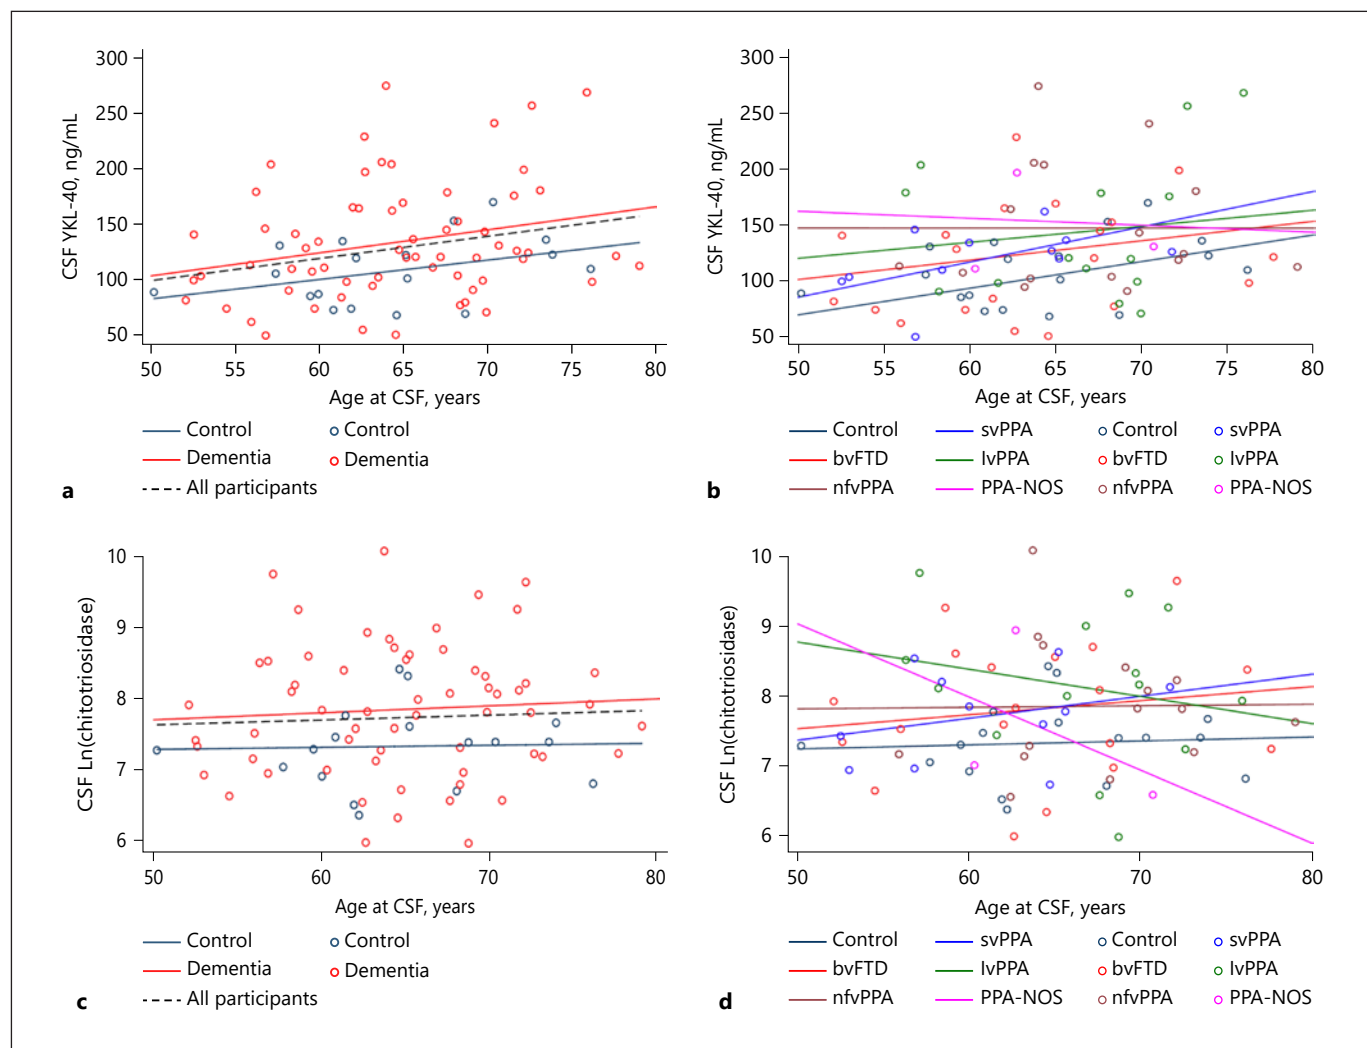 300
250
200
150
100
50
CSF YKL-40, ng/mL
50 55 60 65 70 75 80
Age at CSF, years
Control Control
Dementia Dementia
All participants
a
300
250
200
150
100
50
CSF YKL-40, ng/mL
50 55 60 65 70 75 80
Age at CSF, years
Control svPPA Control svPPA
bvFTD lvPPA bvFTD lvPPA
nfvPPA PPA-NOS nfvPPA PPA-NOS
b
10
9
8
7
6
CSF Ln(chitotriosidase)
50 60 70 80
Age at CSF, years
Control Control
Dementia Dementia
All participants
c
10
9
8
7
6
CSF Ln(chitotriosidase)
50 60 70 80
Age at CSF, years
Control svPPA Control svPPA
bvFTD lvPPA bvFTD lvPPA
nfvPPA PPA-NOS nfvPPA PPA-NOS
d